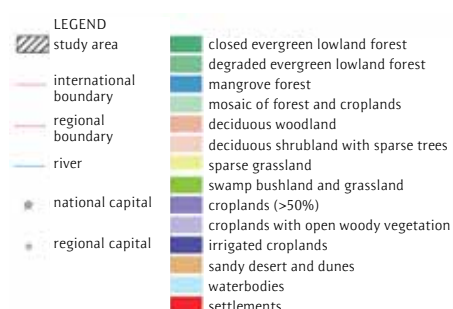 LEGEND
study area
international
boundary
regional
boundary
river
national capital
regional capital
closed evergreen lowland forest
degraded evergreen lowland forest
mangrove forest
mosaic of forest and croplands
deciduous woodland
deciduous shrubland with sparse trees
sparse grassland
swamp bushland and grassland
croplands (>50%)
croplands with open woody vegetation
irrigated croplands
sandy desert and dunes
waterbodies
settlements